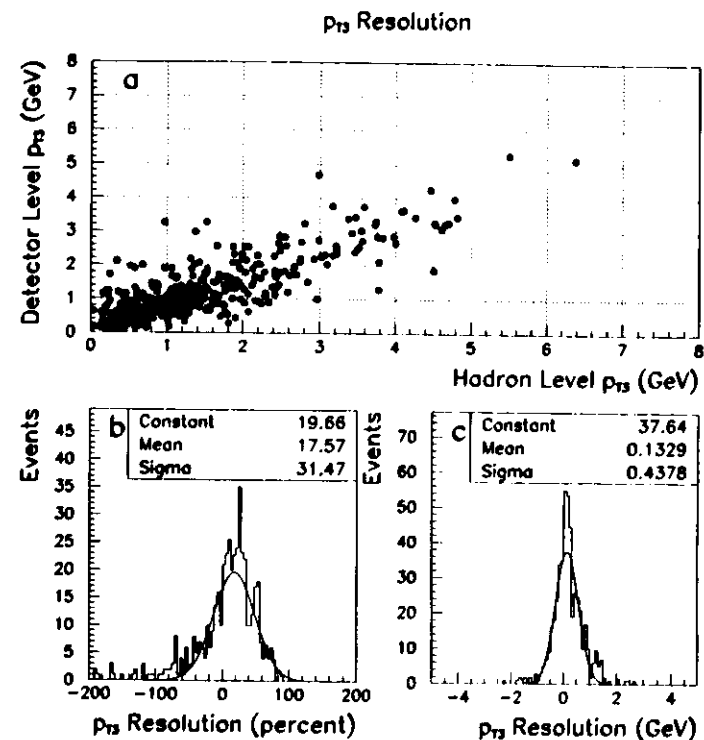 pT3 Resolution
a
Detector Level pT3 (GeV)
8
7
6
5
4
3
2
1
0
0 1 2 3 4 5 6 7 8
Hadron Level pT3 (GeV)
b
Constant 19.66
Mean 17.57
Sigma 31.47
Events
45
40
35
30
25
20
15
10
5
0
-200 -100 0 100 200
pT3 Resolution (percent)
c
Constant 37.64
Mean 0.1329
Sigma 0.4378
Events
70
60
50
40
30
20
10
0
-4 -2 0 2 4
pT3 Resolution (GeV)